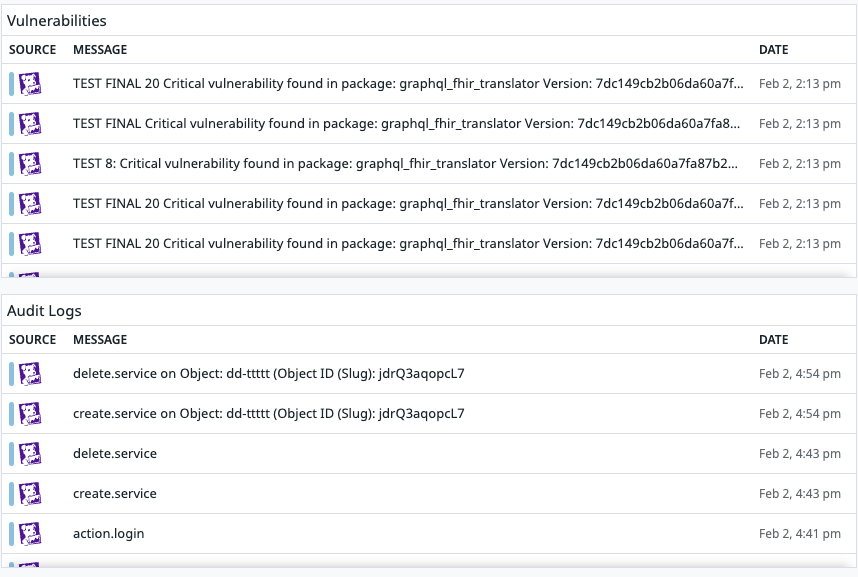 Vulnerabilities
SOURCE MESSAGE DATE
TEST FINAL 20 Critical vulnerability found in package: graphql_fhir_translator Version: 7dc149cb2b06da60a7f... Feb 2, 2:13 pm
TEST FINAL Critical vulnerability found in package: graphql_fhir_translator Version: 7dc149cb2b06da60a7fa8... Feb 2, 2:13 pm
TEST 8: Critical vulnerability found in package: graphql_fhir_translator Version: 7dc149cb2b06da60a7fa87b2... Feb 2, 2:13 pm
TEST FINAL 20 Critical vulnerability found in package: graphql_fhir_translator Version: 7dc149cb2b06da60a7f... Feb 2, 2:13 pm
TEST FINAL 20 Critical vulnerability found in package: graphql_fhir_translator Version: 7dc149cb2b06da60a7f... Feb 2, 2:13 pm
Audit Logs
SOURCE MESSAGE DATE
delete.service on Object: dd-ttttt (Object ID (Slug): jdrQ3aqopcL7 Feb 2, 4:54 pm
create.service on Object: dd-ttttt (Object ID (Slug): jdrQ3aqopcL7 Feb 2, 4:54 pm
delete.service Feb 2, 4:43 pm
create.service Feb 2, 4:43 pm
action.login Feb 2, 4:41 pm